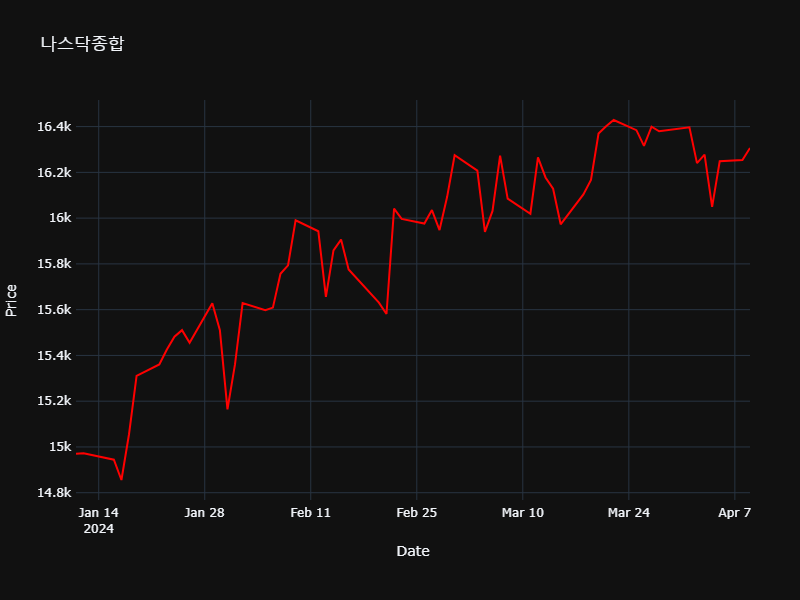 나스닥종합
16.4k
16.2k
16k
15.8k
15.6k
15.4k
15.2k
15k
14.8k
Price
Jan 14
2024
Jan 28
Feb 11
Feb 25
Mar 10
Mar 24
Apr 7
Date